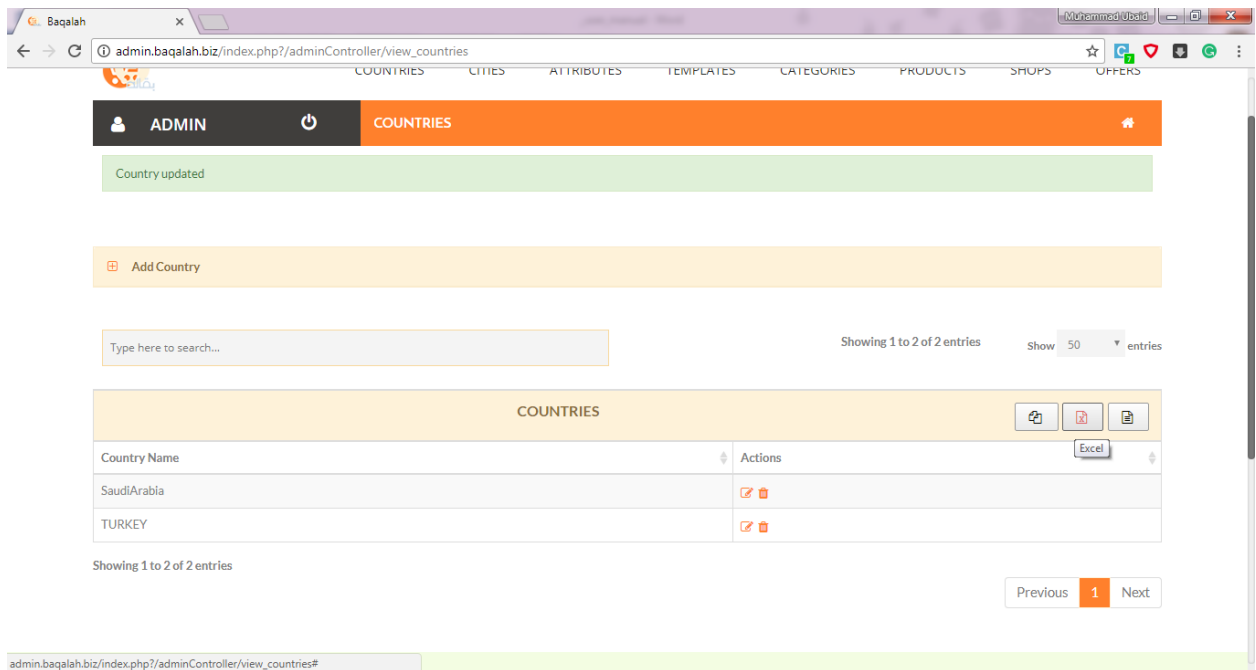 Baqalah
Muhammad Ubaid
admin.baqalah.biz/index.php?/adminController/view_countries
7
COUNTRIES CITIES ATTRIBUTES TEMPLATES CATEGORIES PRODUCTS SHOPS OFFERS
بقالة
ADMIN COUNTRIES
Country updated
Add Country
Type here to search... Showing 1 to 2 of 2 entries Show 50 entries
COUNTRIES
Excel
Country Name Actions
SaudiArabia
TURKEY
Showing 1 to 2 of 2 entries
Previous 1 Next
admin.baqalah.biz/index.php?/adminController/view_countries#